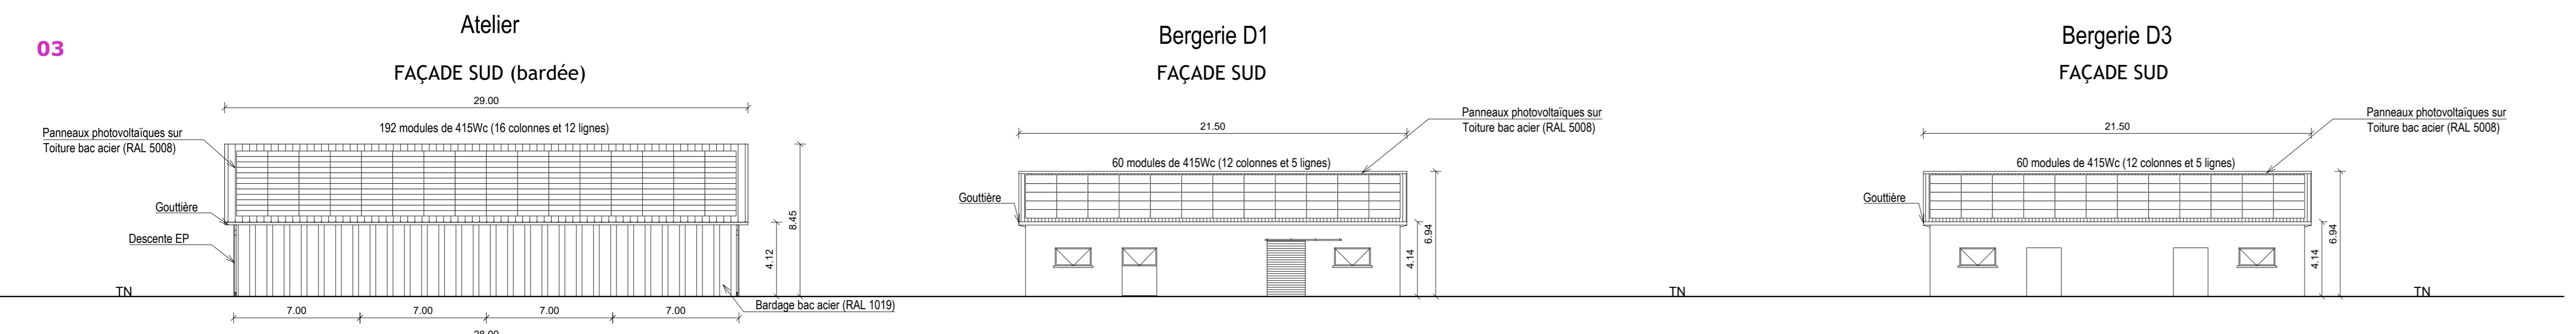 03
Atelier
FAÇADE SUD (bardée)
29.00
192 modules de 415Wc (16 colonnes et 12 lignes)
Panneaux photovoltaïques sur
Toiture bac acier (RAL 5008)
Gouttière
Descente EP
8.45
4.12
TN
Bardage bac acier (RAL 1019)
7.00
7.00
7.00
7.00
28.00
Bergerie D1
FAÇADE SUD
Panneaux photovoltaïques sur
Toiture bac acier (RAL 5008)
21.50
60 modules de 415Wc (12 colonnes et 5 lignes)
Gouttière
6.94
4.14
TN
Bergerie D3
FAÇADE SUD
Panneaux photovoltaïques sur
Toiture bac acier (RAL 5008)
21.50
60 modules de 415Wc (12 colonnes et 5 lignes)
Gouttière
6.94
4.14
TN